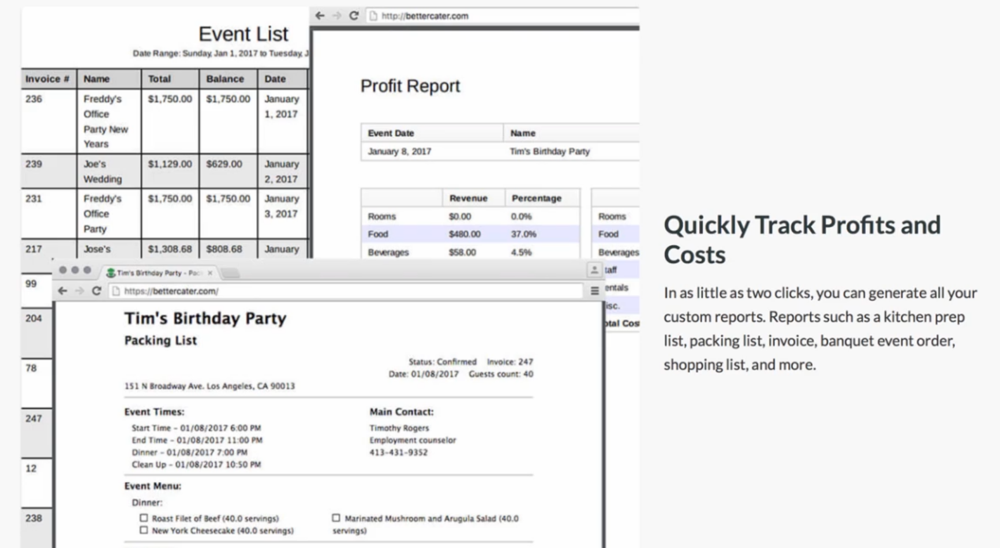 Event List
Date Range: Sunday, Jan 1, 2017 to Tuesday, J
Invoice # Name Total Balance Date
236 Freddy's $1,750.00 $1,750.00 January
Office 1, 2017
Party New
Years
239 Joe's $1,129.00 $629.00 January
Wedding 2, 2017
231 Freddy's $1,750.00 $1,750.00 January
Office 3, 2017
Party
217 Jose's $1,308.68 $808.68 January
99
204
78
247
12
238
http://bettercater.com
Profit Report
Event Date Name
January 8, 2017 Tim's Birthday Party
Revenue Percentage
Rooms $0.00 0.0% Rooms
Food $480.00 37.0% Food
Beverages $58.00 4.5% Beverages
taff
entals
isc.
otal Cos
Tim's Birthday Party - Pac
https://bettercater.com/
Tim's Birthday Party
Packing List
Status: Confirmed Invoice: 247
Date: 01/08/2017 Guests count: 40
151 N Broadway Ave. Los Angeles, CA 90013
Event Times: Main Contact:
Start Time - 01/08/2017 6:00 PM Timothy Rogers
End Time - 01/08/2017 11:00 PM Employment counselor
Dinner - 01/08/2017 7:00 PM 413-431-9352
Clean Up - 01/08/2017 10:50 PM
Event Menu:
Dinner:
☐ Roast Filet of Beef (40.0 servings) ☐ Marinated Mushroom and Arugula Salad (40.0
☐ New York Cheesecake (40.0 servings) servings)
Quickly Track Profits and
Costs
In as little as two clicks, you can generate all your
custom reports. Reports such as a kitchen prep
list, packing list, invoice, banquet event order,
shopping list, and more.